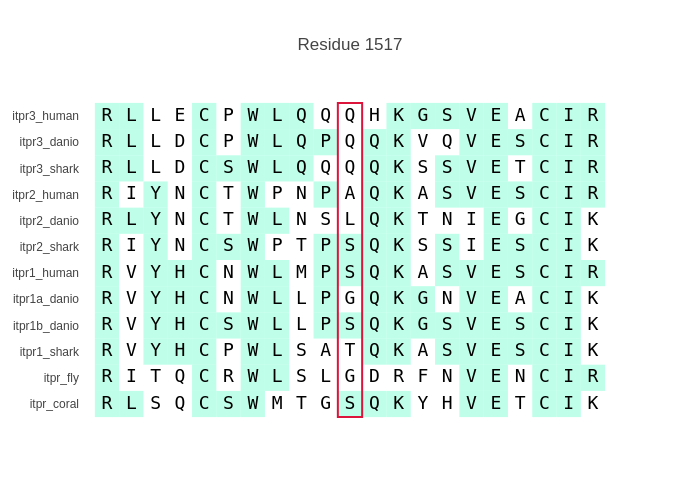 Residue 1517
itpr3_human R L L E C P W L Q Q Q H K G S V E A C I R
itpr3_danio R L L D C P W L Q P Q Q K V Q V E S C I R
itpr3_shark R L L D C S W L Q Q Q Q K S S V E T C I R
itpr2_human R I Y N C T W P N P A Q K A S V E S C I R
itpr2_danio R L Y N C T W L N S L Q K T N I E G C I K
itpr2_shark R I Y N C S W P T P S Q K S S I E S C I K
itpr1_human R V Y H C N W L M P S Q K A S V E S C I R
itpr1a_danio R V Y H C N W L L P G Q K G N V E A C I K
itpr1b_danio R V Y H C S W L L P S Q K G S V E S C I K
itpr1_shark R V Y H C P W L S A T Q K A S V E S C I K
itpr_fly R I T Q C R W L S L G D R F N V E N C I R
itpr_coral R L S Q C S W M T G S Q K Y H V E T C I K